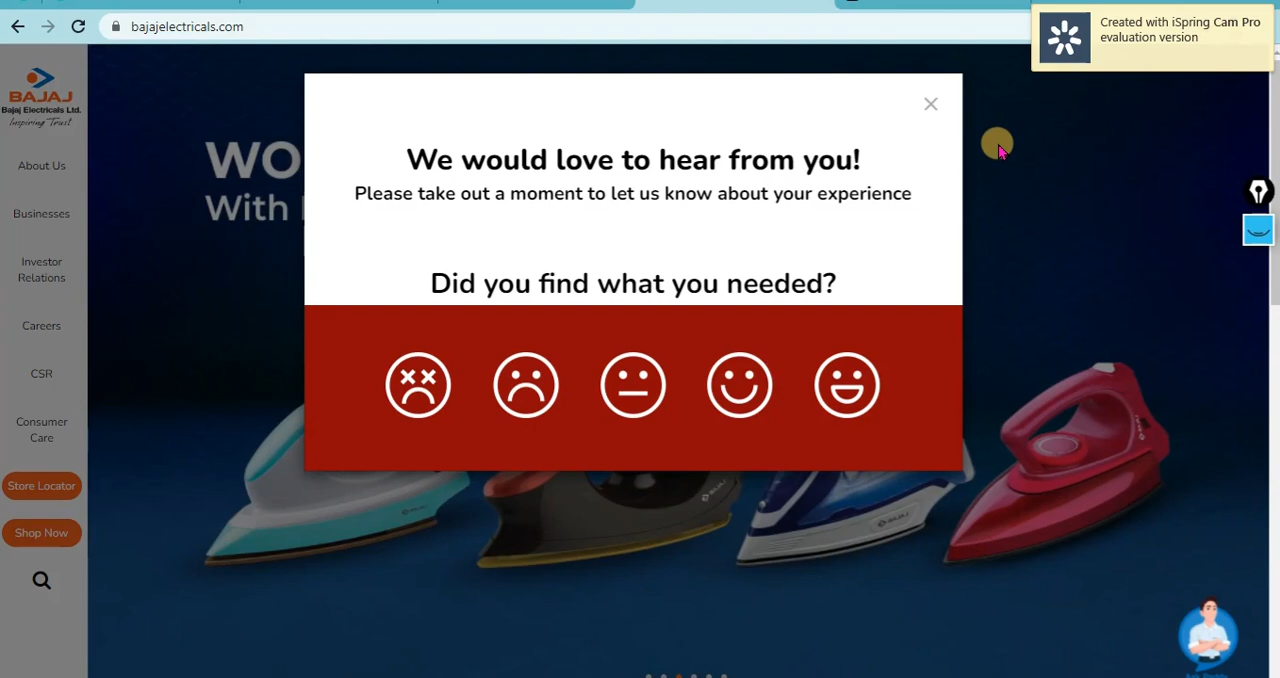 bajajelectricals.com
Created with iSpring Cam Pro
evaluation version
BAJAJ
Bajaj Electricals Ltd.
Inspiring Trust
About Us
Businesses
Investor
Relations
Careers
CSR
Consumer
Care
Store Locator
Shop Now
WO
With
We would love to hear from you!
Please take out a moment to let us know about your experience
Did you find what you needed?
BAJAJ